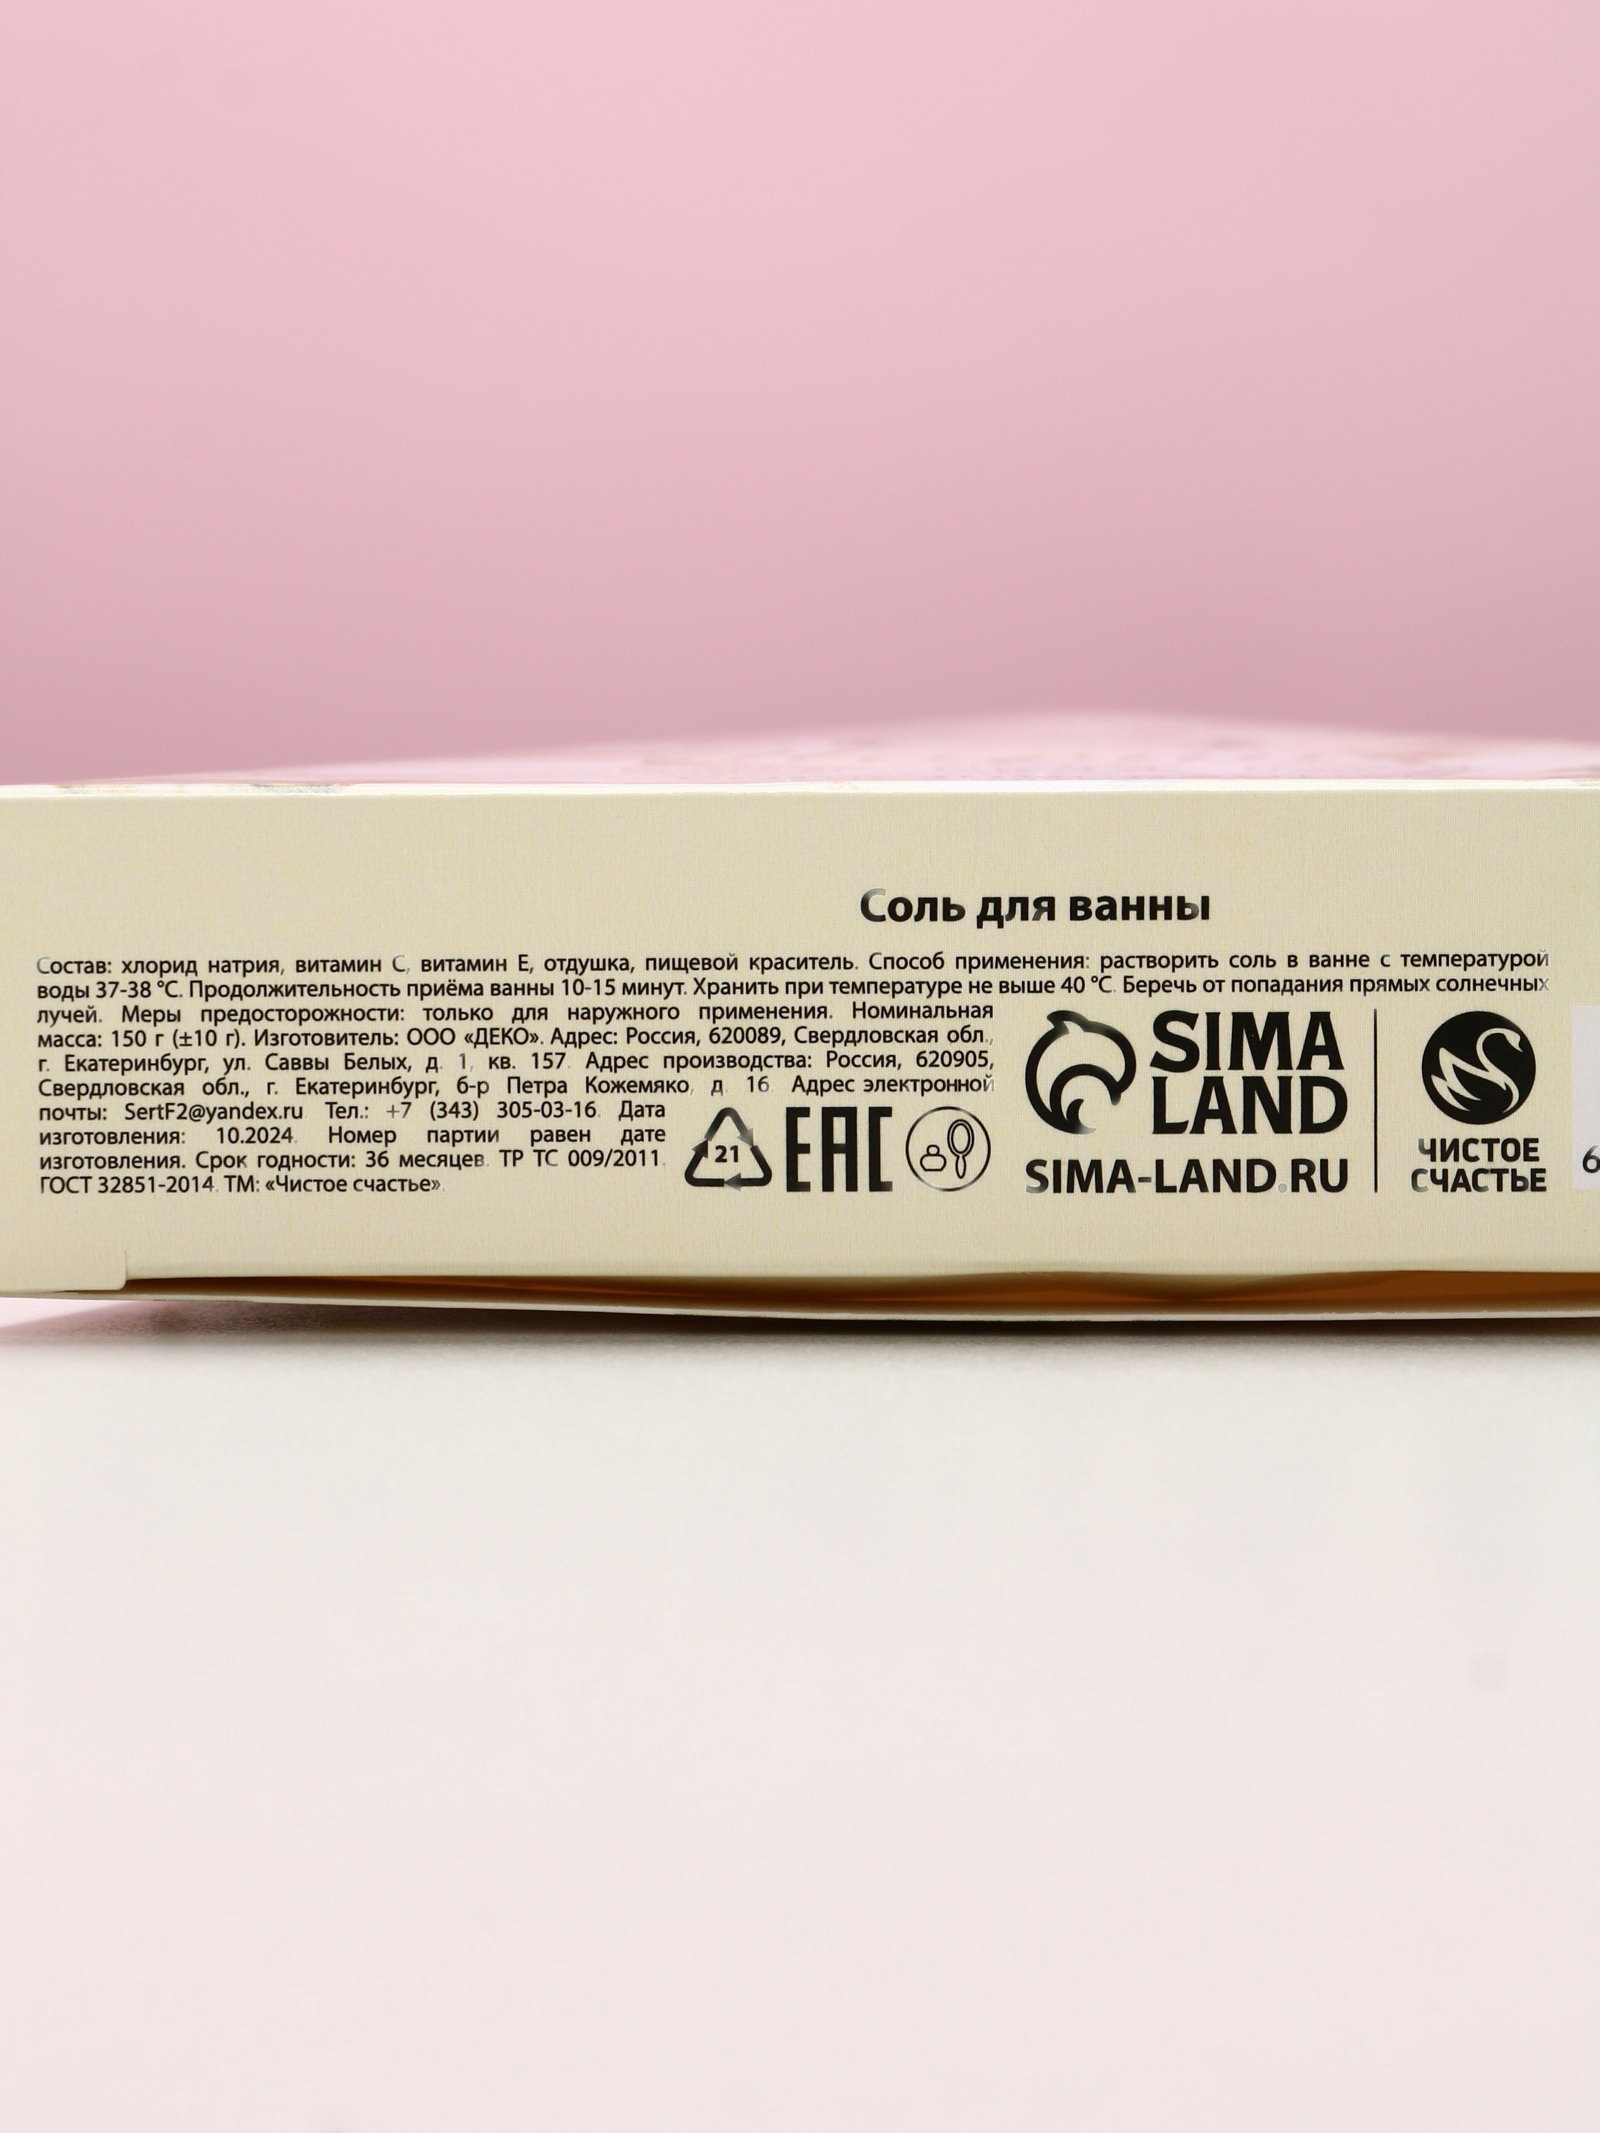 Соль для ванны
Состав: хлорид натрия, витамин С, витамин Е, отдушка, пищевой краситель. Способ применения: растворить соль в ванне с температурой
воды 37-38 °С. Продолжительность приёма ванны 10-15 минут. Хранить при температуре не выше 40 °С. Беречь от попадания прямых солнечных
лучей. Меры предосторожности: только для наружного применения. Номинальная
масса: 150 г (±10 г). Изготовитель: ООО «ДЕКО». Адрес: Россия, 620089, Свердловская обл.,
г. Екатеринбург, ул. Саввы Белых, д. 1, кв. 157. Адрес производства: Россия, 620905,
Свердловская обл., г. Екатеринбург, б-р Петра Кожемяко, д. 16. Адрес электронной
почты: SertF2@yandex.ru Тел.: +7 (343) 305-03-16. Дата
изготовления: 10.2024. Номер партии равен дате
изготовления. Срок годности: 36 месяцев. ТР ТС 009/2011.
ГОСТ 32851-2014. ТМ: «Чистое счастье».
21
EAC
SIMA
LAND
SIMA-LAND.RU
ЧИСТОЕ
СЧАСТЬЕ
6